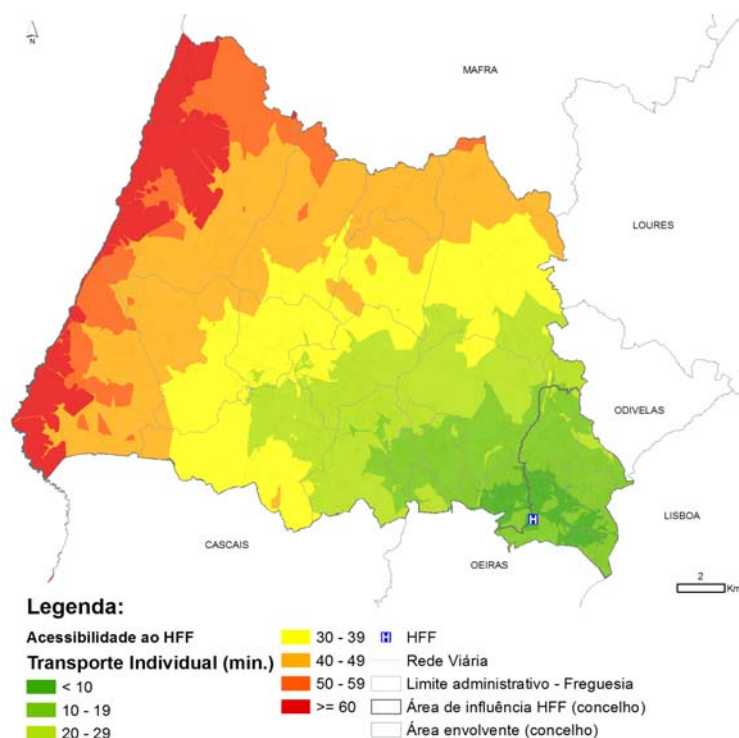 N
MAFRA
LOURES
ODIVELAS
LISBOA
CASCAIS
OEIRAS
H
2
Km
Legenda:
Acessibilidade ao HFF
Transporte Individual (min.)
< 10
10 - 19
20 - 29
30 - 39
40 - 49
50 - 59
>= 60
H HFF
Rede Viária
Limite administrativo - Freguesia
Área de influência HFF (concelho)
Área envolvente (concelho)